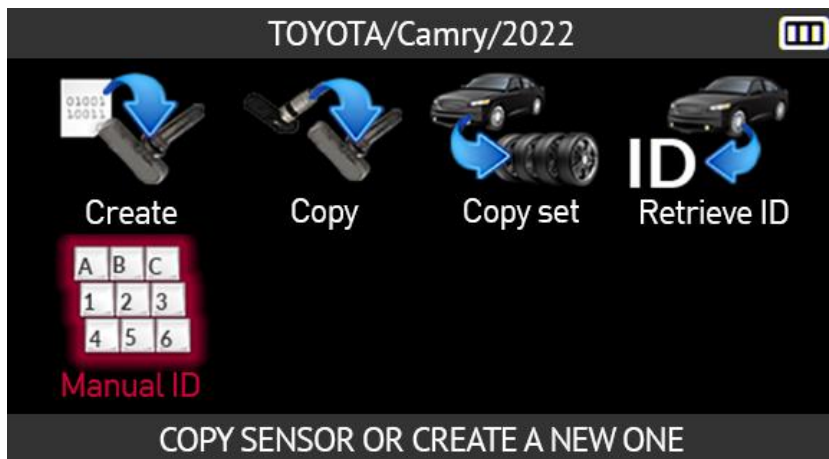 TOYOTA/Camry/2022
01001
10011
Create
Copy
Copy set
ID
Retrieve ID
A B C
1 2 3
4 5 6
Manual ID
COPY SENSOR OR CREATE A NEW ONE